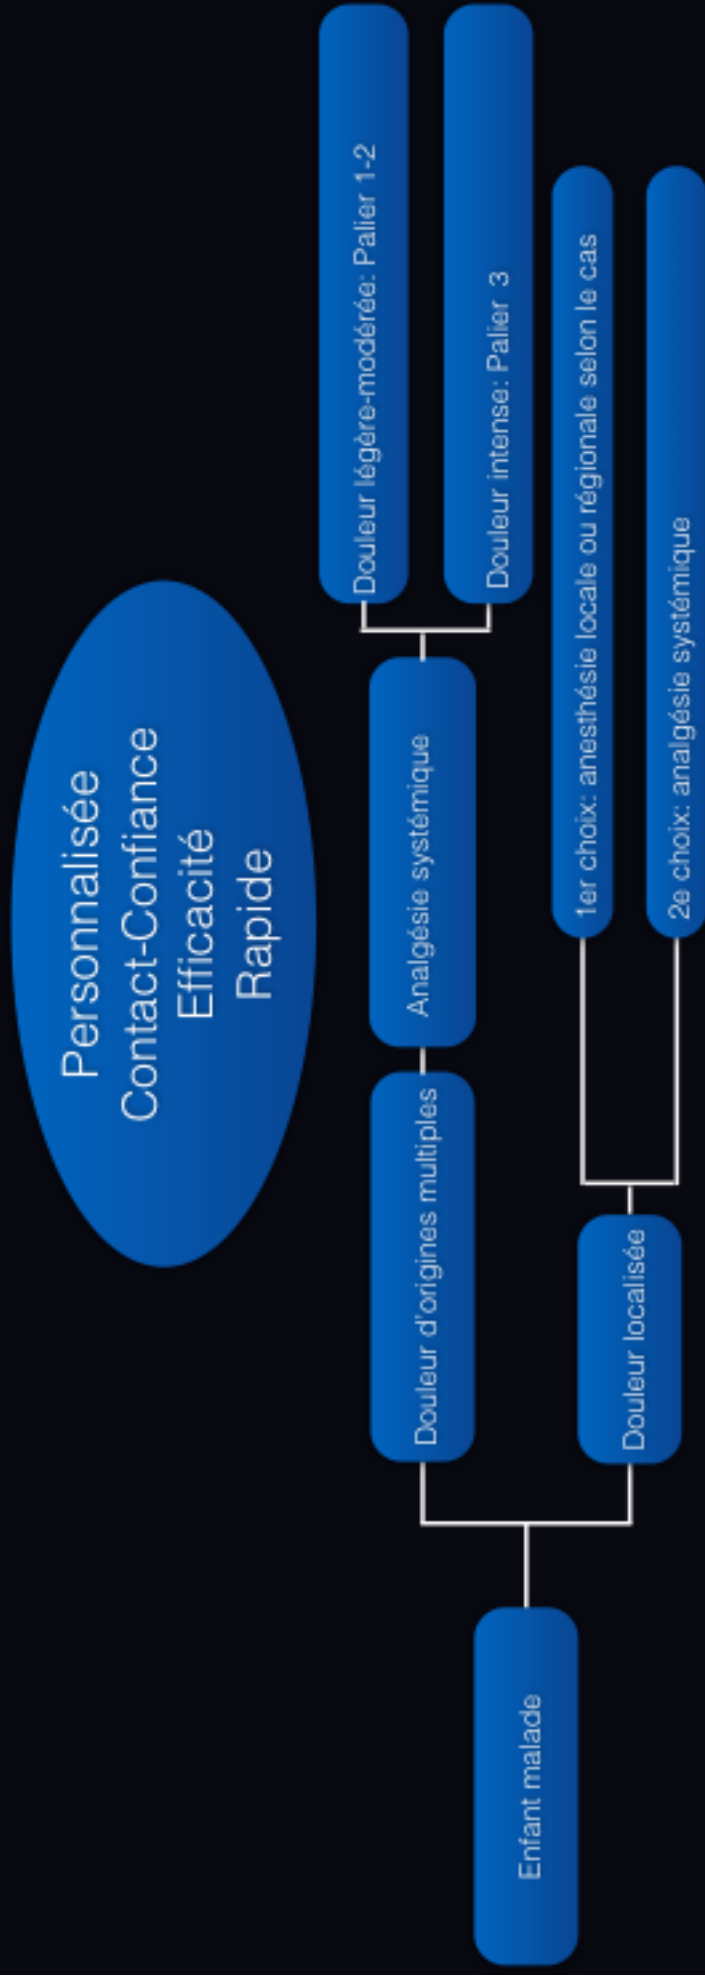 Personnalisée
Contact-Confiance
Efficacité
Rapide
Enfant malade
Douleur d'origines multiples
Analgésie systémique
Douleur légère-modérée: Palier 1-2
Douleur intense: Palier 3
Douleur localisée
1er choix: anesthésie locale ou régionale selon le cas
2e choix: analgésie systémique